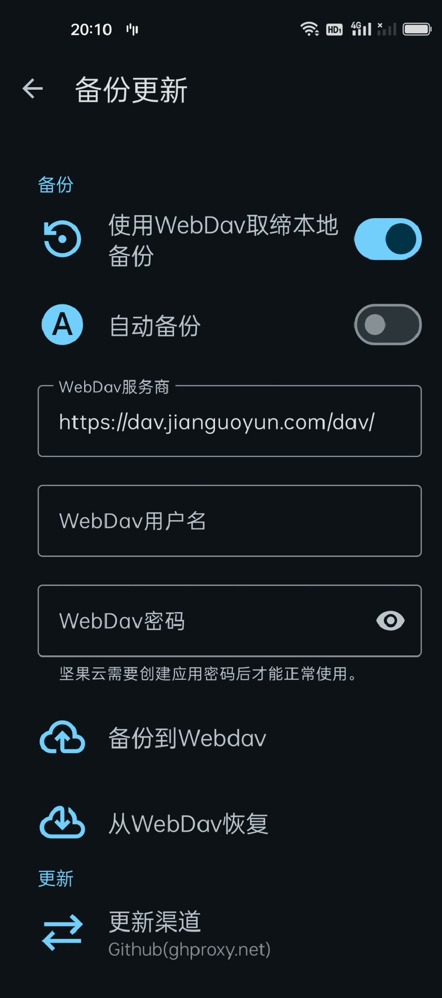 20:10
HD1
4G
备份更新
备份
使用WebDav取缔本地
备份
A
自动备份
WebDav服务商
https://dav.jianguoyun.com/dav/
WebDav用户名
WebDav密码
坚果云需要创建应用密码后才能正常使用。
备份到Webdav
从WebDav恢复
更新
更新渠道
Github(ghproxy.net)